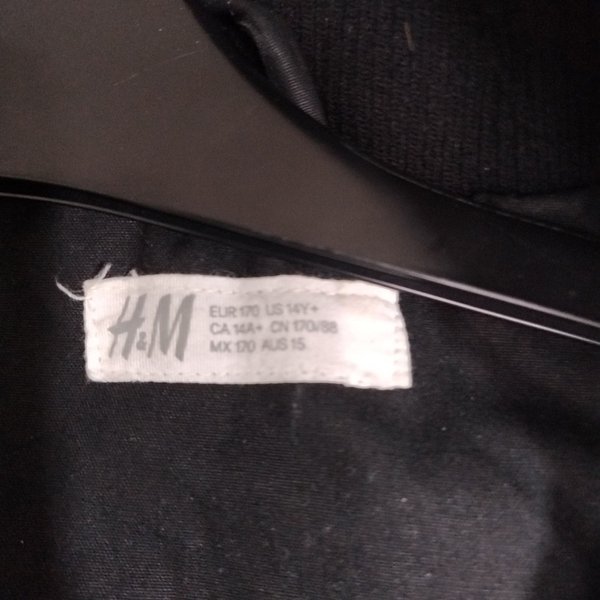 H&M
EUR 170 US 14Y+
CA 14A+ CN 170/88
MX 170 AUS 15